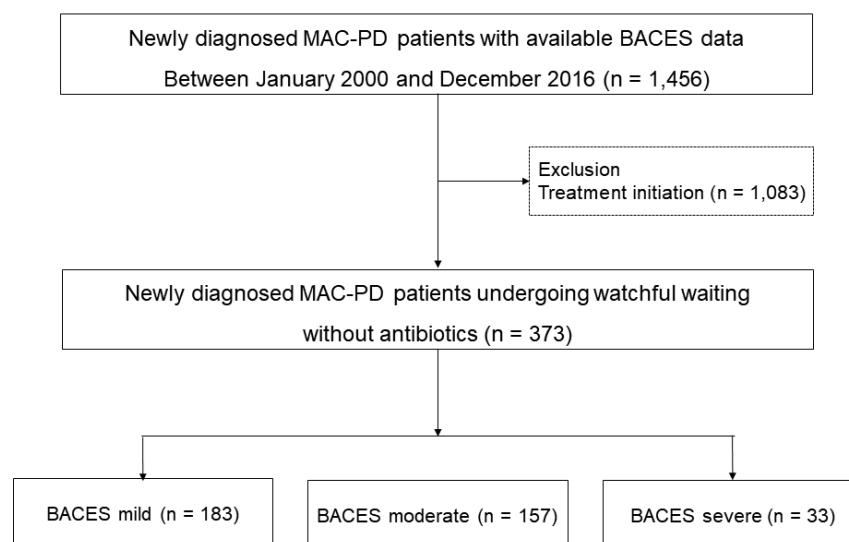 Newly diagnosed MAC-PD patients with available BACES data
Between January 2000 and December 2016 (n = 1,456)
Exclusion
Treatment initiation (n = 1,083)
Newly diagnosed MAC-PD patients undergoing watchful waiting
without antibiotics (n = 373)
BACES mild (n = 183)
BACES moderate (n = 157)
BACES severe (n = 33)